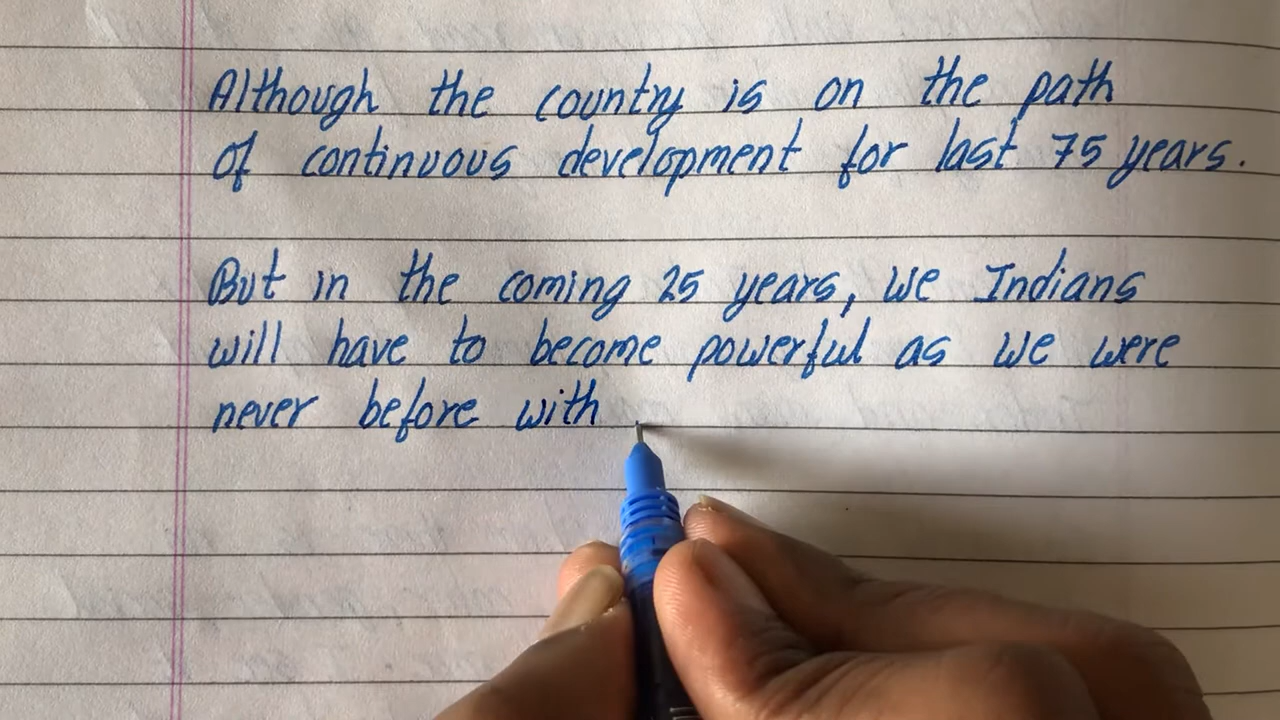 Although the country is on the path
of continuous development for last 75 years.
But in the coming 25 years, we Indians
will have to become powerful as we were
never before with